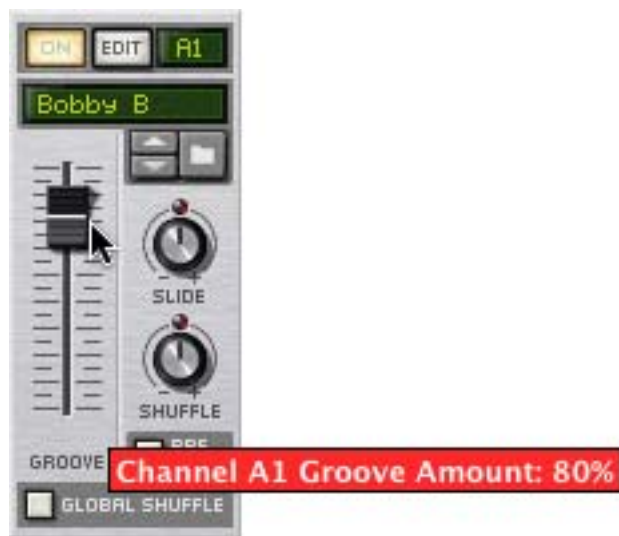 ON EDIT A1
Bobby B
- +
SLIDE
- +
SHUFFLE
GROOVE
Channel A1 Groove Amount: 80%
GLOBAL SHUFFLE